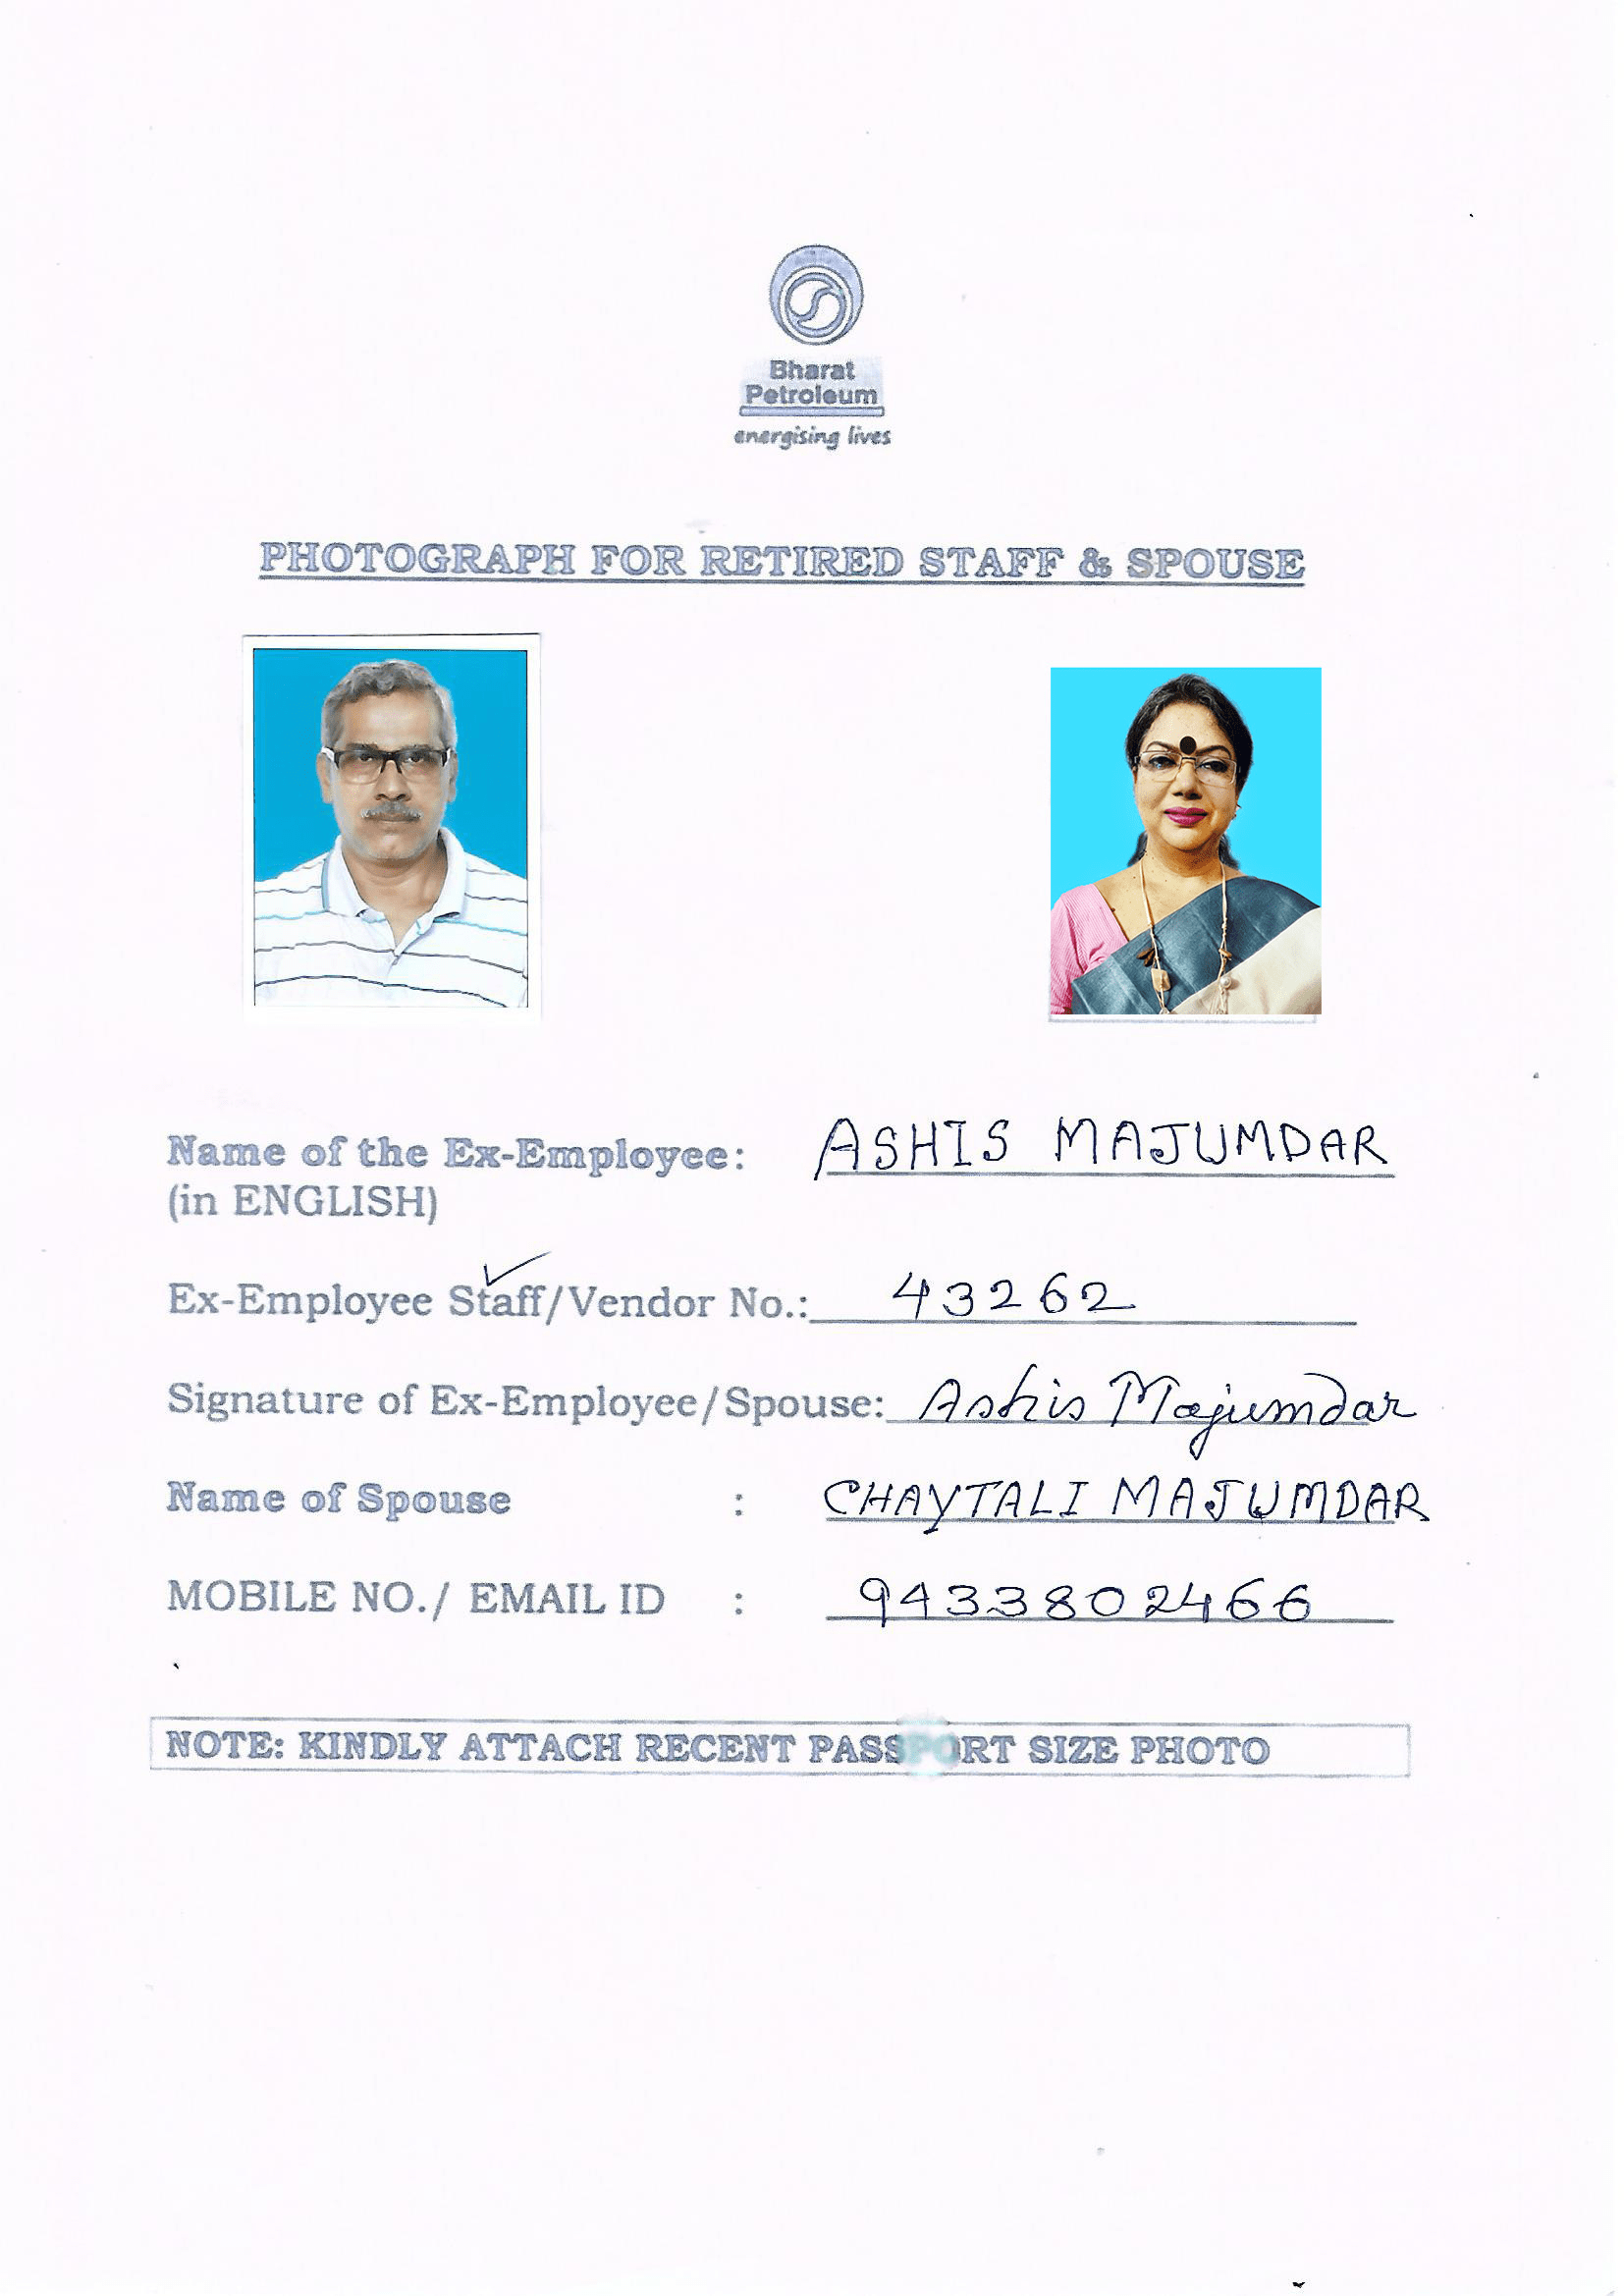 Bharat
Petroleum
energising lives
PHOTOGRAPH FOR RETIRED STAFF & SPOUSE
Name of the Ex-Employee: ASHIS MAJUMDAR
(in ENGLISH)
Ex-Employee Staff/Vendor No.: 43262
Signature of Ex-Employee/Spouse: Ashis Majumdar
Name of Spouse : CHAYTALI MAJUMDAR
MOBILE NO./ EMAIL ID : 9433802466
NOTE: KINDLY ATTACH RECENT PASSPORT SIZE PHOTO